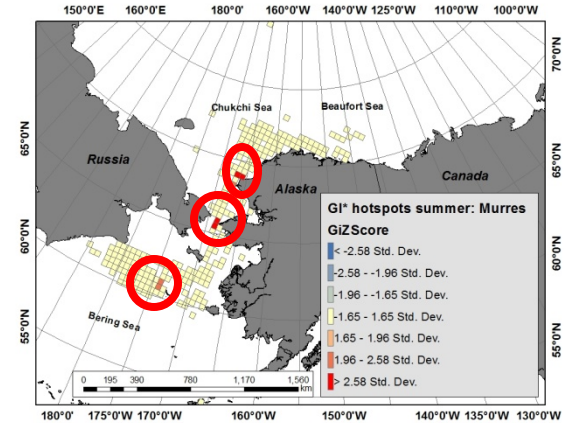 150°0'E 180°0' 160°0'W 140°0'W 125°0'W 110°0'W 100°0'W
70°0'N
65°0'N
60°0'N
55°0'N
65°0'N
60°0'N
55°0'N
Chukchi Sea
Beaufort Sea
Russia
Alaska
Canada
Bering Sea
GI* hotspots summer: Murres
GiZScore
< -2.58 Std. Dev.
-2.58 - -1.96 Std. Dev.
-1.96 - -1.65 Std. Dev.
-1.65 - 1.65 Std. Dev.
1.65 - 1.96 Std. Dev.
1.96 - 2.58 Std. Dev.
> 2.58 Std. Dev.
0 195 390 780 1,170 1,560
km
180°0' 175°0'W 170°0'W 160°0'W 150°0'W 140°0'W 135°0'W 130°0'W